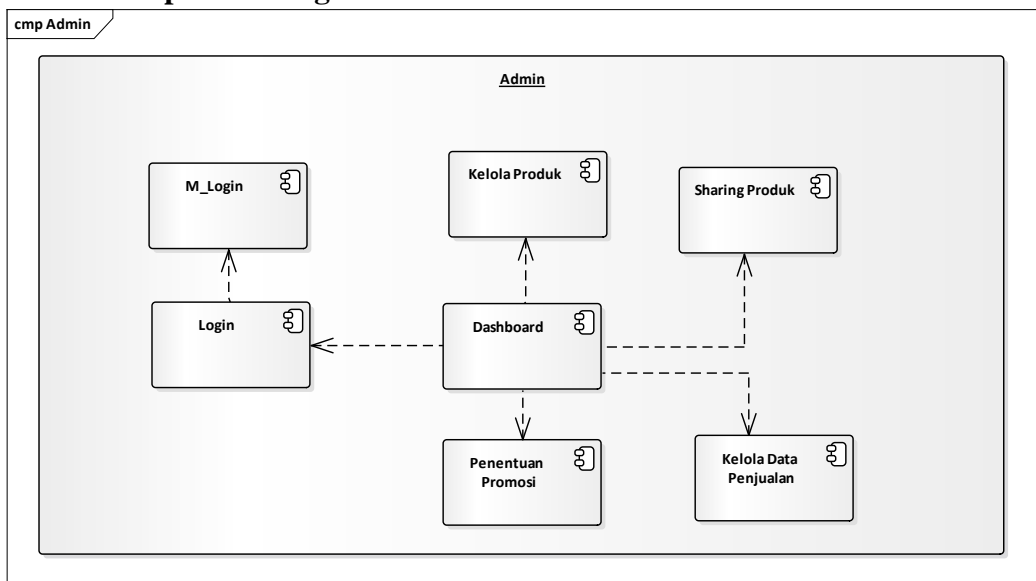 cmp Admin
Admin
M_Login
Kelola Produk
Sharing Produk
Login
Dashboard
Penentuan
Promosi
Kelola Data
Penjualan